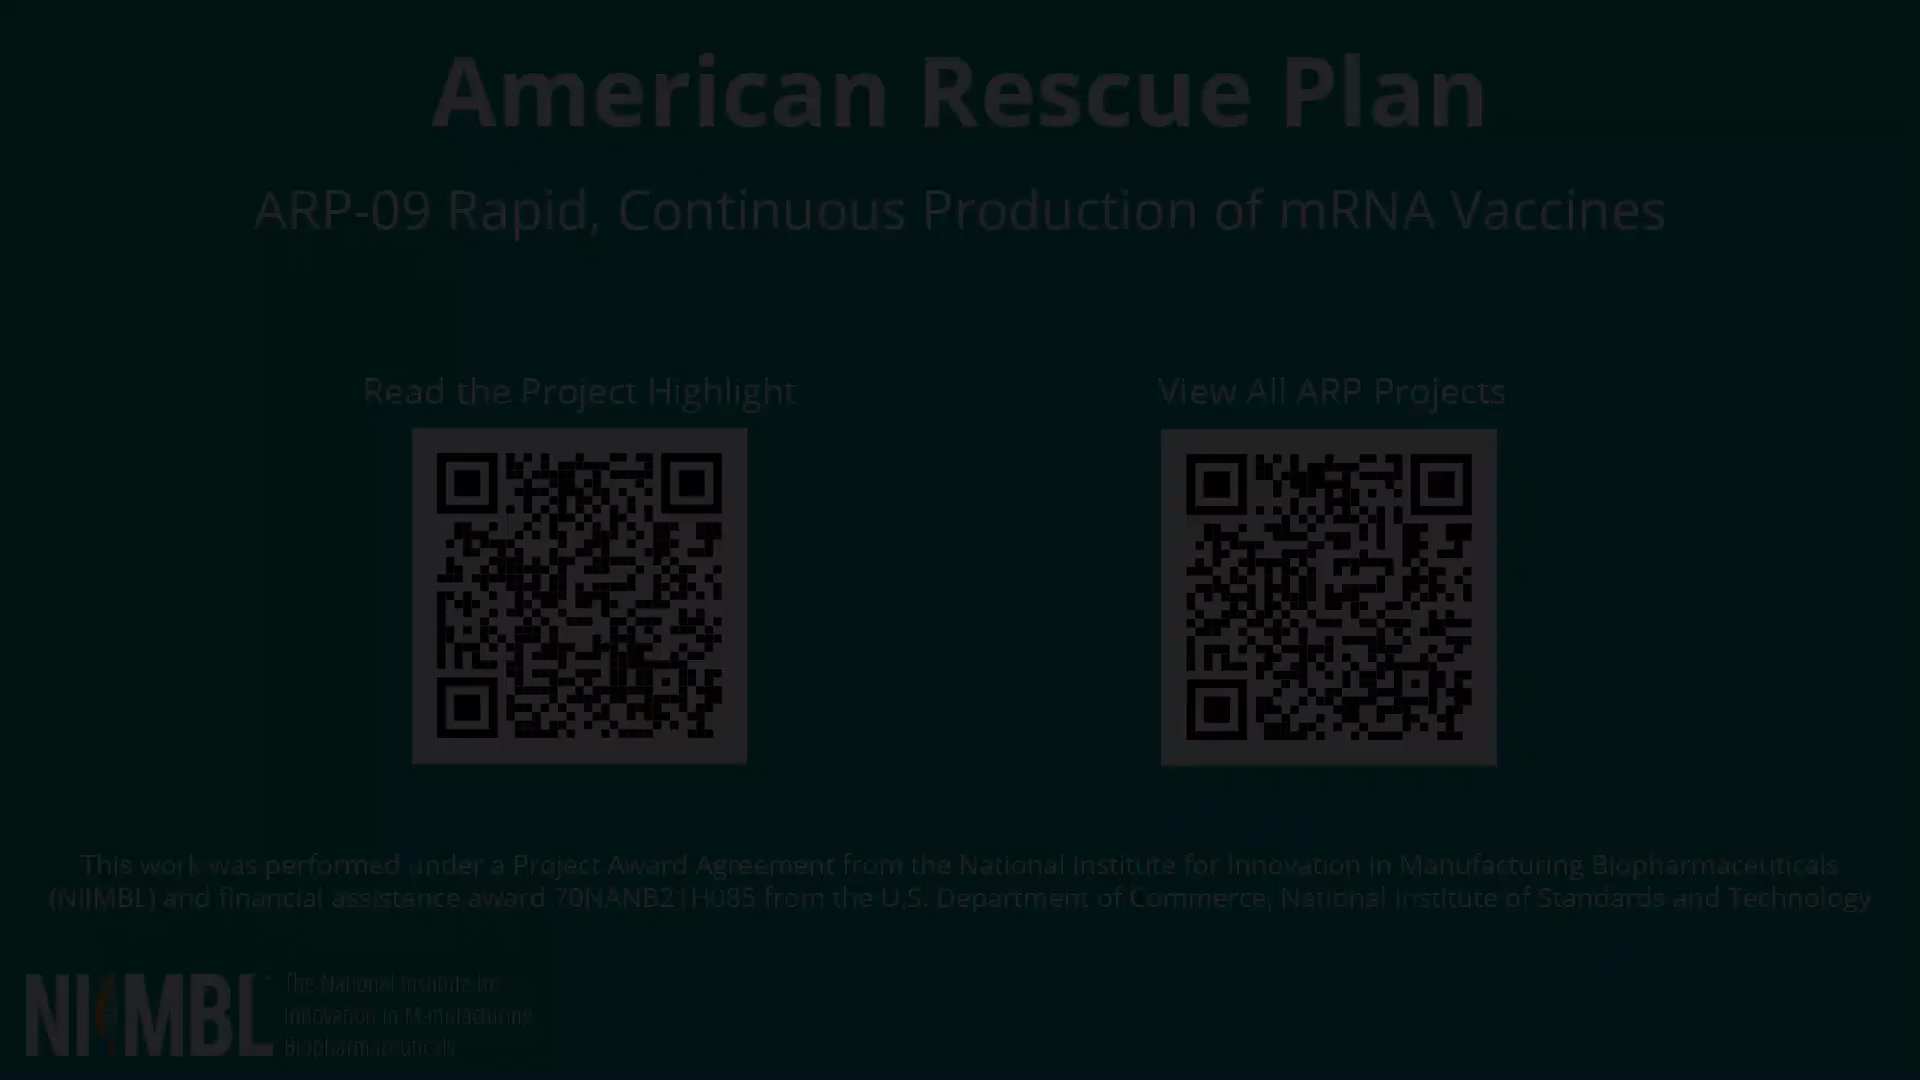 American Rescue Plan
ARP-09 Rapid, Continuous Production of mRNA Vaccines
Read the Project Highlight
View All ARP Projects
This work was performed under a Project Award Agreement from the National Institute for Innovation in Manufacturing Biopharmaceuticals
(NIIMBL) and financial assistance award 70NANB21H085 from the U.S. Department of Commerce, National Institute of Standards and Technology
NIIMBL
The National Institute for
Innovation in Manufacturing
Biopharmaceuticals